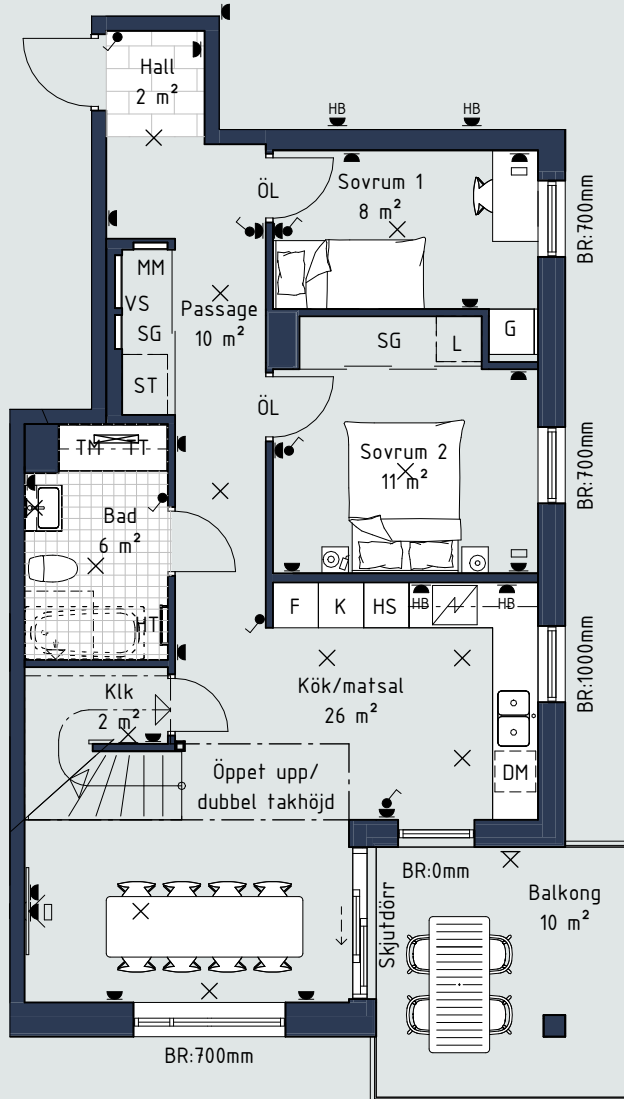 HB
HB
Hall
2 m²
Sovrum 1
8 m²
BR:700mm
ÖL
MM
VS
Passage
10 m²
SG
ST
SG
L
G
ÖL
TM
TT
Sovrum 2
11 m²
BR:700mm
Bad
6 m²
HT
F
K
HS
HB
HB
BR:1000mm
Klk
2 m²
Kök/matsal
26 m²
Öppet upp/
dubbel takhöjd
DM
BR:0mm
Skjutdörr
Balkong
10 m²
BR:700mm